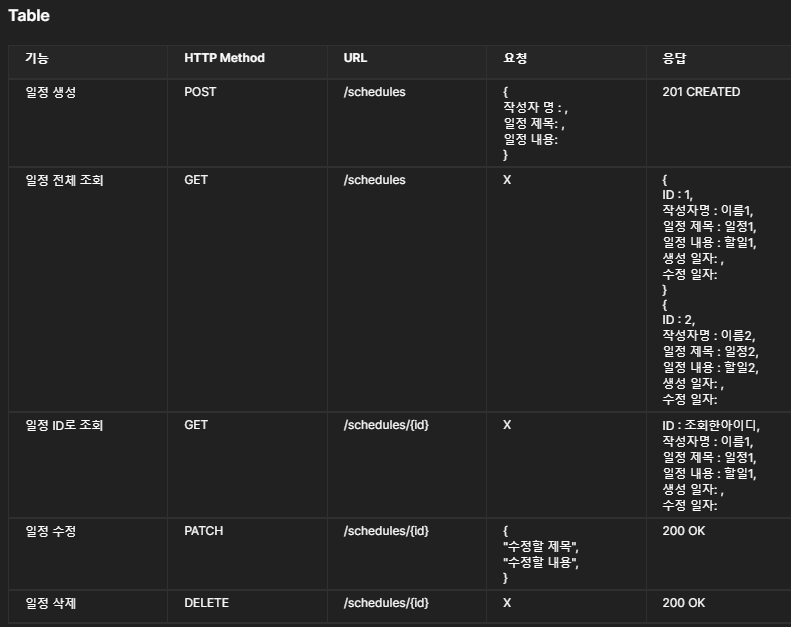 Table
기능 HTTP Method URL 요청 응답
일정 생성 POST /schedules { 201 CREATED
작성자 명 : ,
일정 제목: ,
일정 내용:
}
일정 전체 조회 GET /schedules X {
ID : 1,
작성자명 : 이름1,
일정 제목 : 일정1,
일정 내용 : 할일1,
생성 일자: ,
수정 일자:
}
{
ID : 2,
작성자명 : 이름2,
일정 제목 : 일정2,
일정 내용 : 할일2,
생성 일자: ,
수정 일자:
일정 ID로 조회 GET /schedules/{id} X ID : 조회한아이디,
작성자명 : 이름1,
일정 제목 : 일정1,
일정 내용 : 할일1,
생성 일자: ,
수정 일자:
일정 수정 PATCH /schedules/{id} { 200 OK
"수정할 제목",
"수정할 내용",
}
일정 삭제 DELETE /schedules/{id} X 200 OK